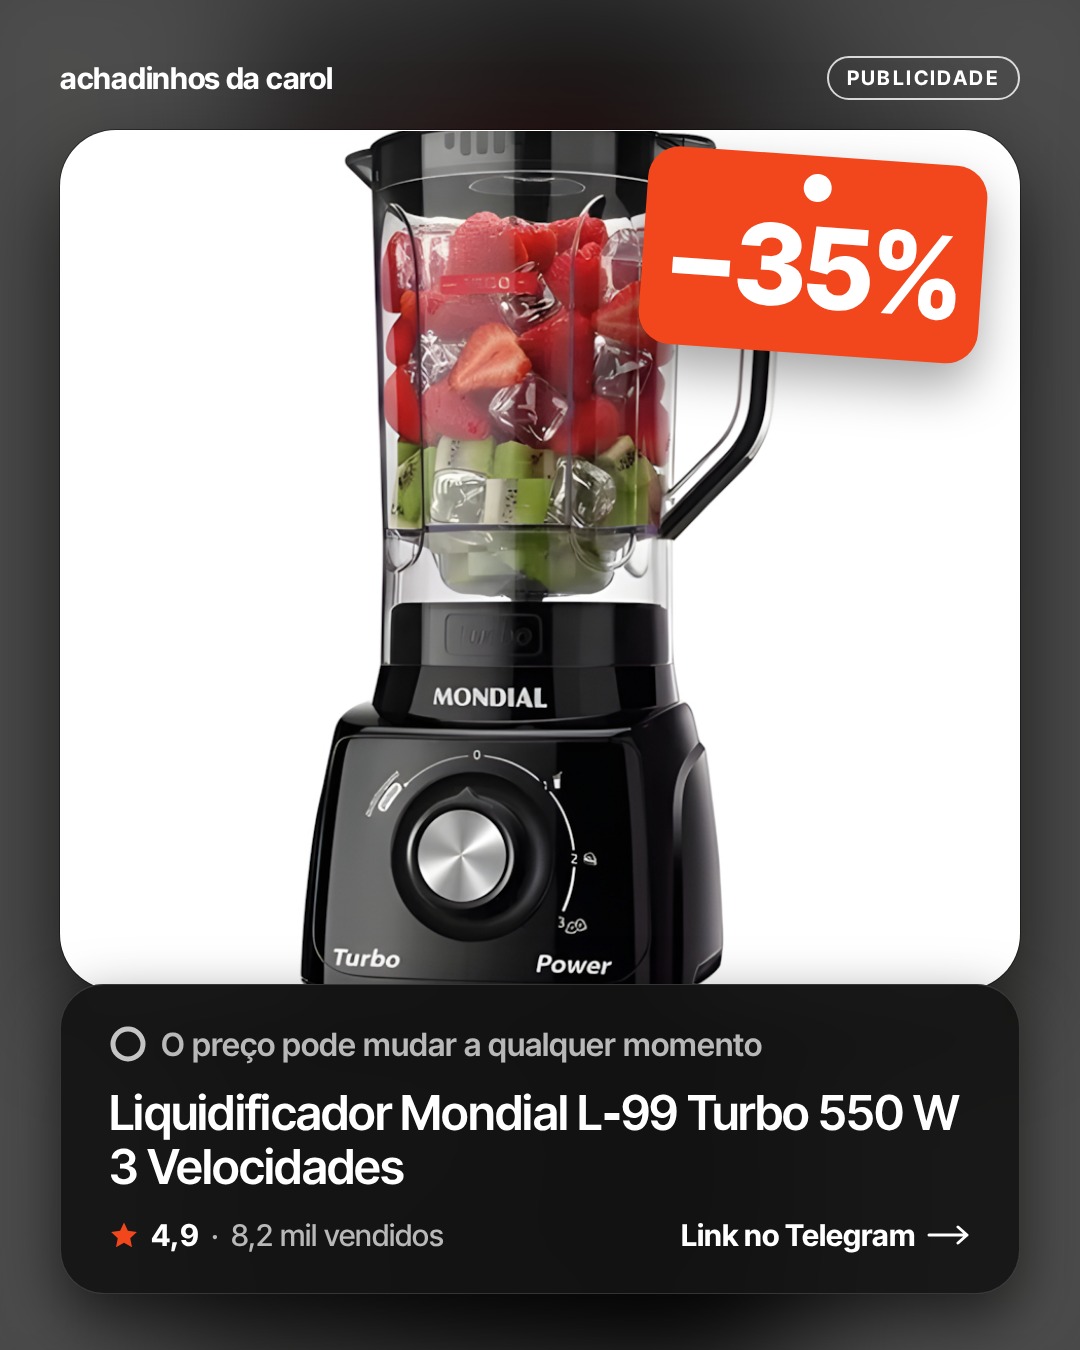 achadinhos da carol
PUBLICIDADE
-35%
MONDIAL
0
2
3
Turbo
Power
O preço pode mudar a qualquer momento
Liquidificador Mondial L-99 Turbo 550 W
3 Velocidades
4,9 · 8,2 mil vendidos
Link no Telegram →